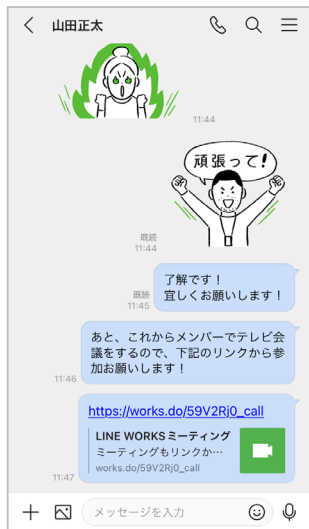 山田正太
11:44
頑張って!
既読
11:44
了解です！
宜しくお願いします！
既読
11:45
あと、これからメンバーでテレビ会
議をするので、下記のリンクから参
加お願いします！
11:46
https://works.do/59V2Rj0_call
LINE WORKSミーティング
ミーティングもリンクか…
works.do/59V2Rj0_call
11:47
メッセージを入力